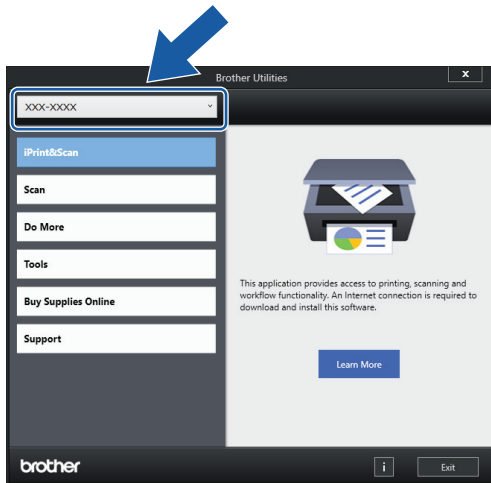 Brother Utilities
x
XXX-XXXX
iPrint&Scan
Scan
Do More
Tools
Buy Supplies Online
Support
This application provides access to printing, scanning and
workflow functionality. An Internet connection is required to
download and install this software.
Learn More
brother
i
Exit